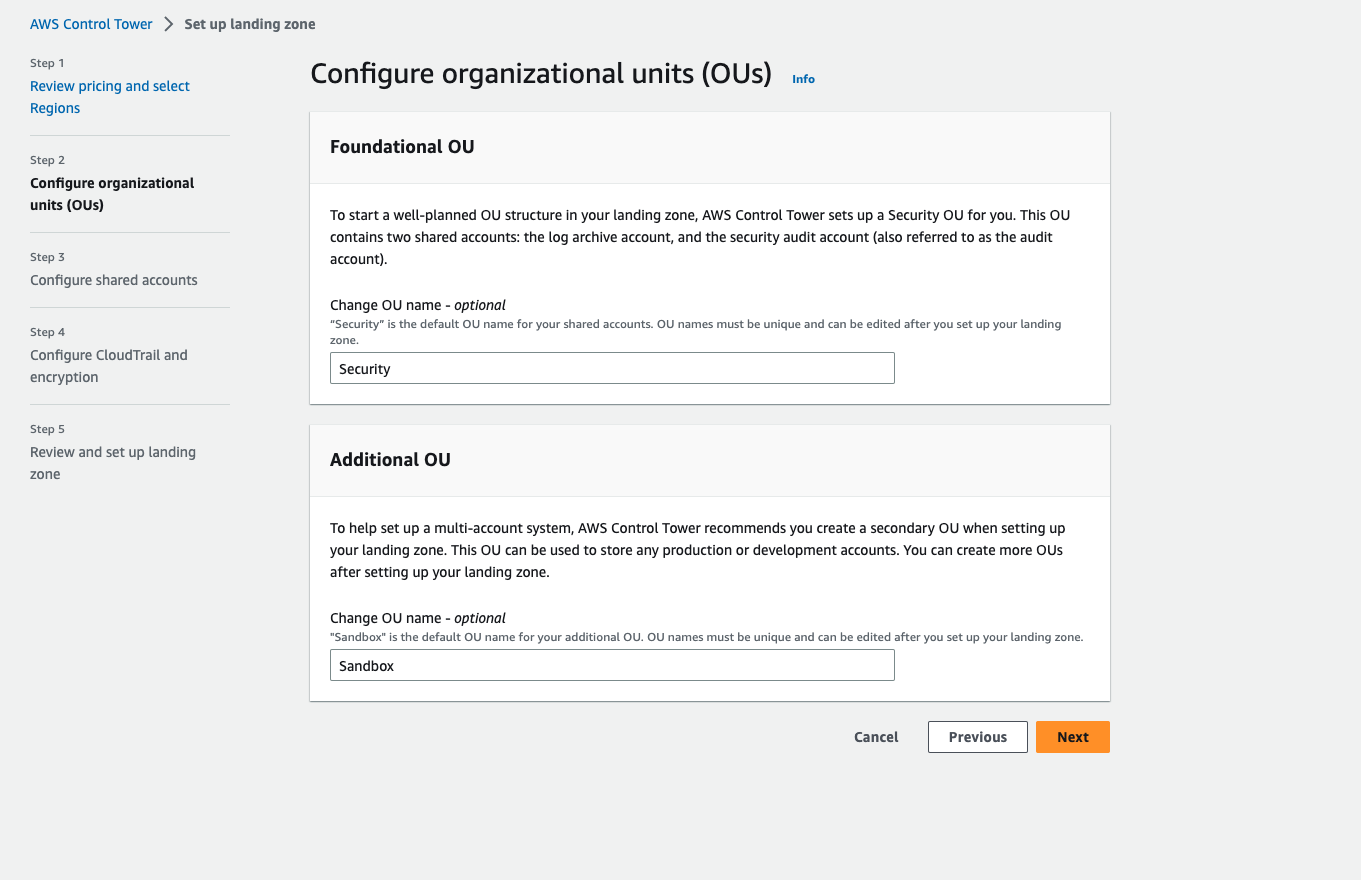 AWS Control Tower > Set up landing zone
Step 1
Review pricing and select
Regions
Step 2
Configure organizational
units (OUs)
Step 3
Configure shared accounts
Step 4
Configure CloudTrail and
encryption
Step 5
Review and set up landing
zone
Configure organizational units (OUs) Info
Foundational OU
To start a well-planned OU structure in your landing zone, AWS Control Tower sets up a Security OU for you. This OU
contains two shared accounts: the log archive account, and the security audit account (also referred to as the audit
account).
Change OU name - optional
“Security” is the default OU name for your shared accounts. OU names must be unique and can be edited after you set up your landing
zone.
Security
Additional OU
To help set up a multi-account system, AWS Control Tower recommends you create a secondary OU when setting up
your landing zone. This OU can be used to store any production or development accounts. You can create more OUs
after setting up your landing zone.
Change OU name - optional
"Sandbox" is the default OU name for your additional OU. OU names must be unique and can be edited after you set up your landing zone.
Sandbox
Cancel Previous Next